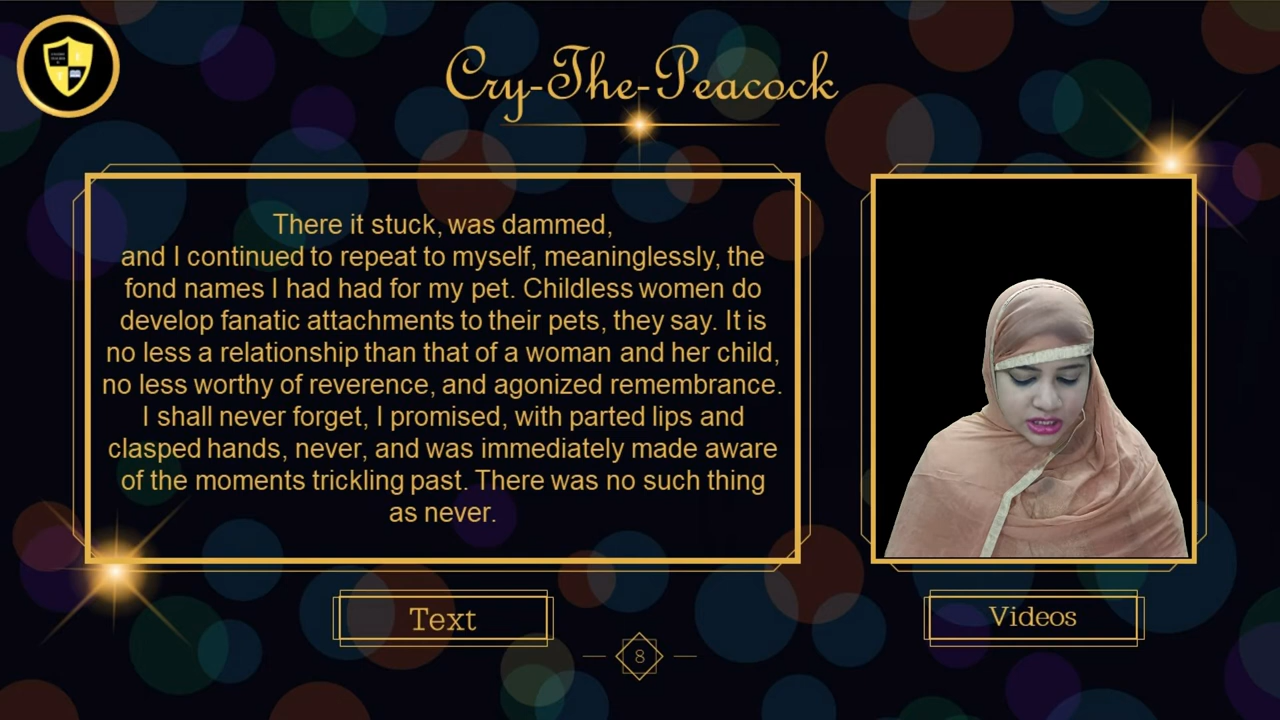 Cry-The-Peacock
There it stuck, was dammed,
and I continued to repeat to myself, meaninglessly, the
fond names I had had for my pet. Childless women do
develop fanatic attachments to their pets, they say. It is
no less a relationship than that of a woman and her child,
no less worthy of reverence, and agonized remembrance.
I shall never forget, I promised, with parted lips and
clasped hands, never, and was immediately made aware
of the moments trickling past. There was no such thing
as never.
Text
Videos
8